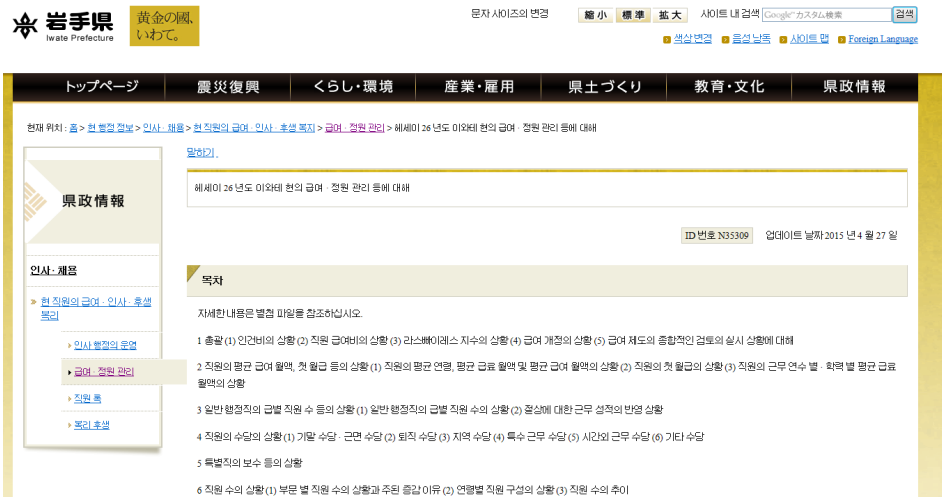 岩手県
Iwate Prefecture
黄金の國、
いわて。
문자 사이즈의 변경 縮小 標準 拡大 사이트 내 검색 Google カスタム検索 검색
색상 변경 음성 낭독 사이트 맵 Foreign Language
トップページ 震災復興 くらし・環境 産業・雇用 県土づくり 教育・文化 県政情報
현재 위치 : 홈 > 현 행정 정보 > 인사 · 채용 > 현 직원의 급여 · 인사 · 후생 복지 > 급여 · 정원 관리 > 헤세이 26 년도 이와테 현의 급여 · 정원 관리 등에 대해
말하기 .
헤세이 26 년도 이와테 현의 급여 · 정원 관리 등에 대해
県政情報
ID 번호 N35309 업데이트 날짜 2015 년 4 월 27 일
인사 · 채용
현 직원의 급여 · 인사 · 후생
복리
인사 행정의 운영
급여 · 정원 관리
직원 록
복리 후생
목차
자세한 내용은 별첨 파일을 참조하십시오.
1 총괄 (1) 인건비의 상황 (2) 직원 급여비의 상황 (3) 라스빠이레스 지수의 상황 (4) 급여 개정의 상황 (5) 급여 제도의 종합적인 검토의 실시 상황에 대해
2 직원의 평균 급여 월액, 첫 월급 등의 상황 (1) 직원의 평균 연령, 평균 급료 월액 및 평균 급여 월액의 상황 (2) 직원의 첫 월급의 상황 (3) 직원의 근무 연수 별 · 학력 별 평균 급료
월액의 상황
3 일반 행정직의 급별 직원 수 등의 상황 (1) 일반 행정직의 급별 직원 수의 상황 (2) 절상에 대한 근무 성적의 반영 상황
4 직원의 수당의 상황 (1) 기말 수당 · 근면 수당 (2) 퇴직 수당 (3) 지역 수당 (4) 특수 근무 수당 (5) 시간외 근무 수당 (6) 기타 수당
5 특별직의 보수 등의 상황
6 직원 수의 상황 (1) 부문 별 직원 수의 상황과 주된 증감 이유 (2) 연령별 직원 구성의 상황 (3) 직원 수의 추이